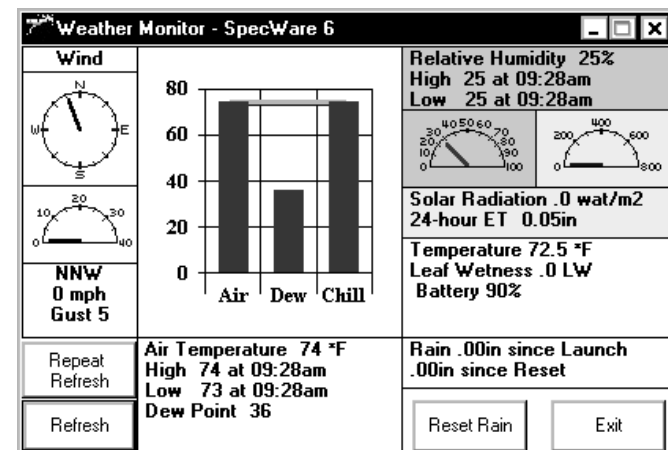 Weather Monitor - SpecWare 6
Wind
N
W E
S
0 10 20 30 40
NNW
0 mph
Gust 5
80
60
40
20
0
Air Dew Chill
Relative Humidity 25%
High 25 at 09:28am
Low 25 at 09:28am
0 10 20 30 40 50 60 70 80 90 100
0 200 400 600 800
Solar Radiation .0 wat/m2
24-hour ET 0.05in
Temperature 72.5 *F
Leaf Wetness .0 LW
Battery 90%
Repeat
Refresh
Refresh
Air Temperature 74 *F
High 74 at 09:28am
Low 73 at 09:28am
Dew Point 36
Rain .00in since Launch
.00in since Reset
Reset Rain
Exit